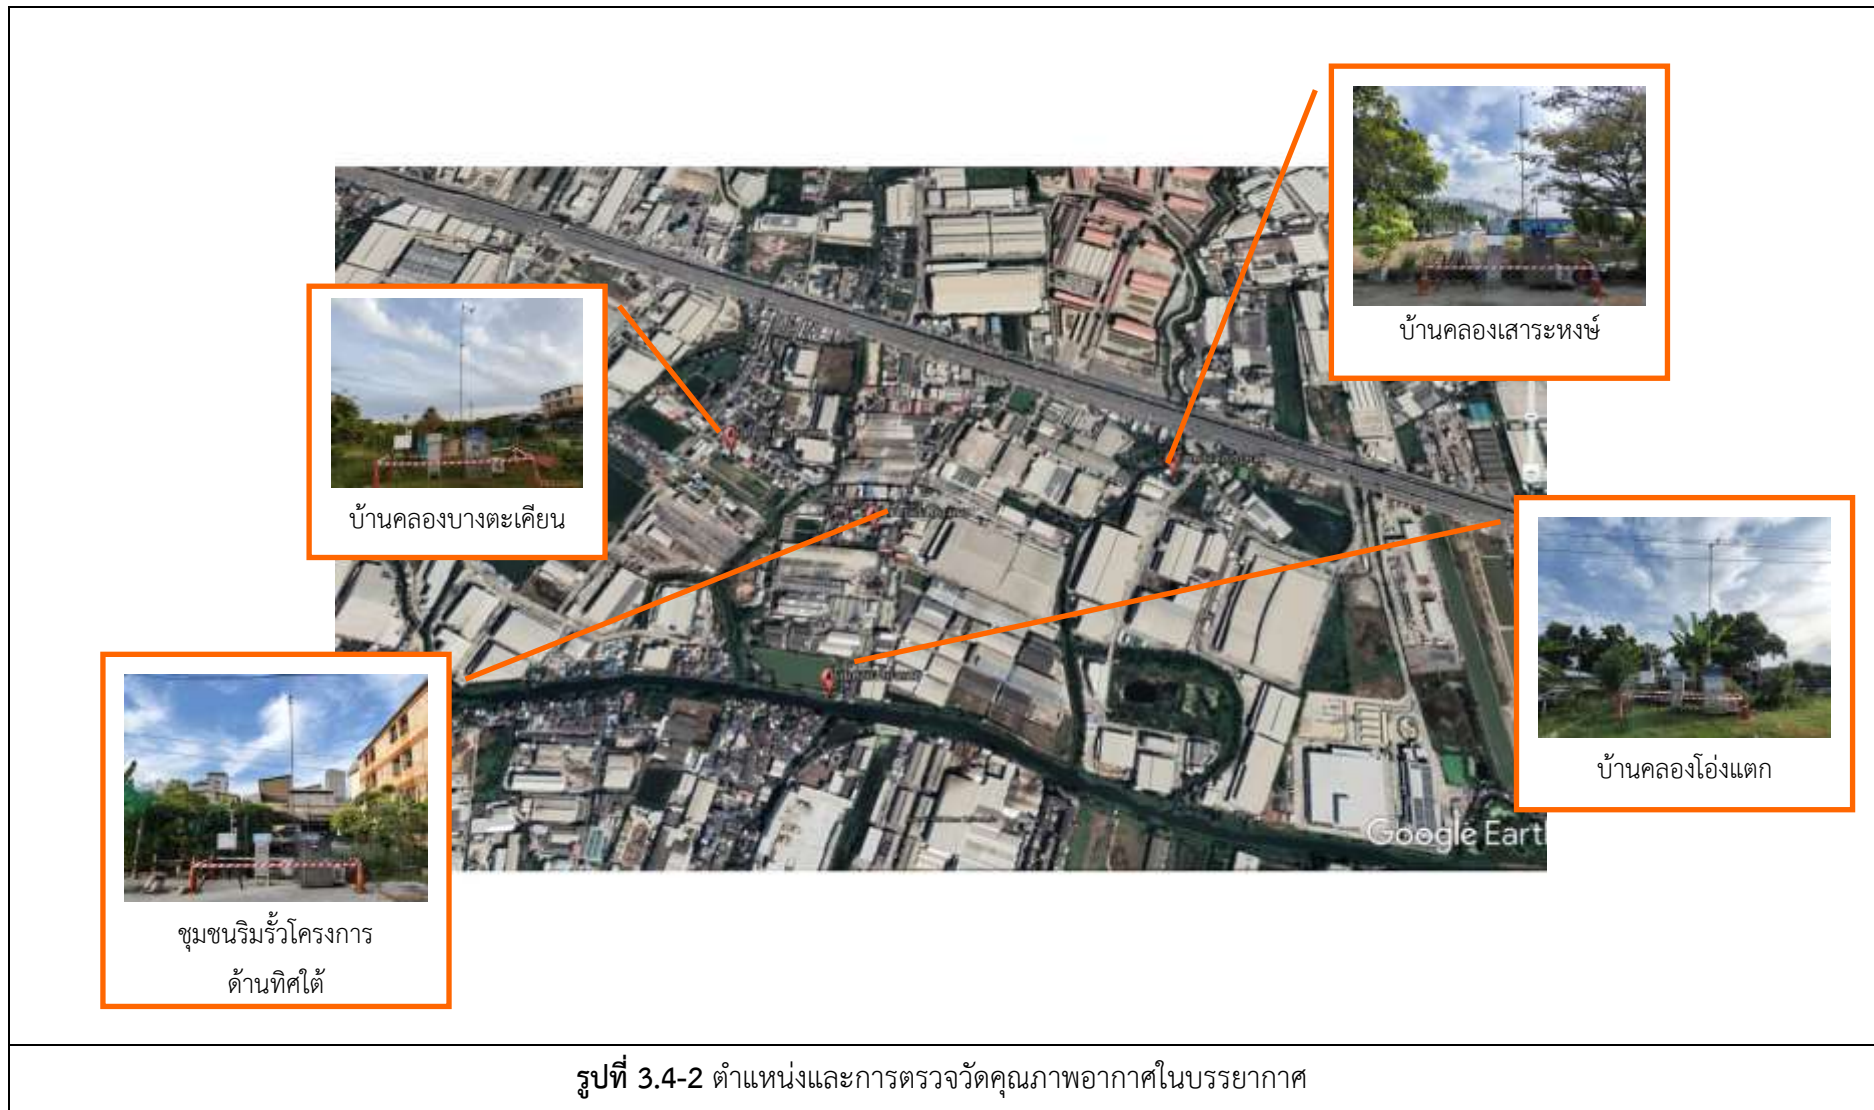 บ้านคลองเสาระหงษ์
บ้านคลองบางตะเคียน
บ้านคลองโอ่งแตก
ชุมชนริมรั้วโครงการ
ด้านทิศใต้
Google Eart
รูปที่ 3.4-2 ตำแหน่งและการตรวจวัดคุณภาพอากาศในบรรยากาศ